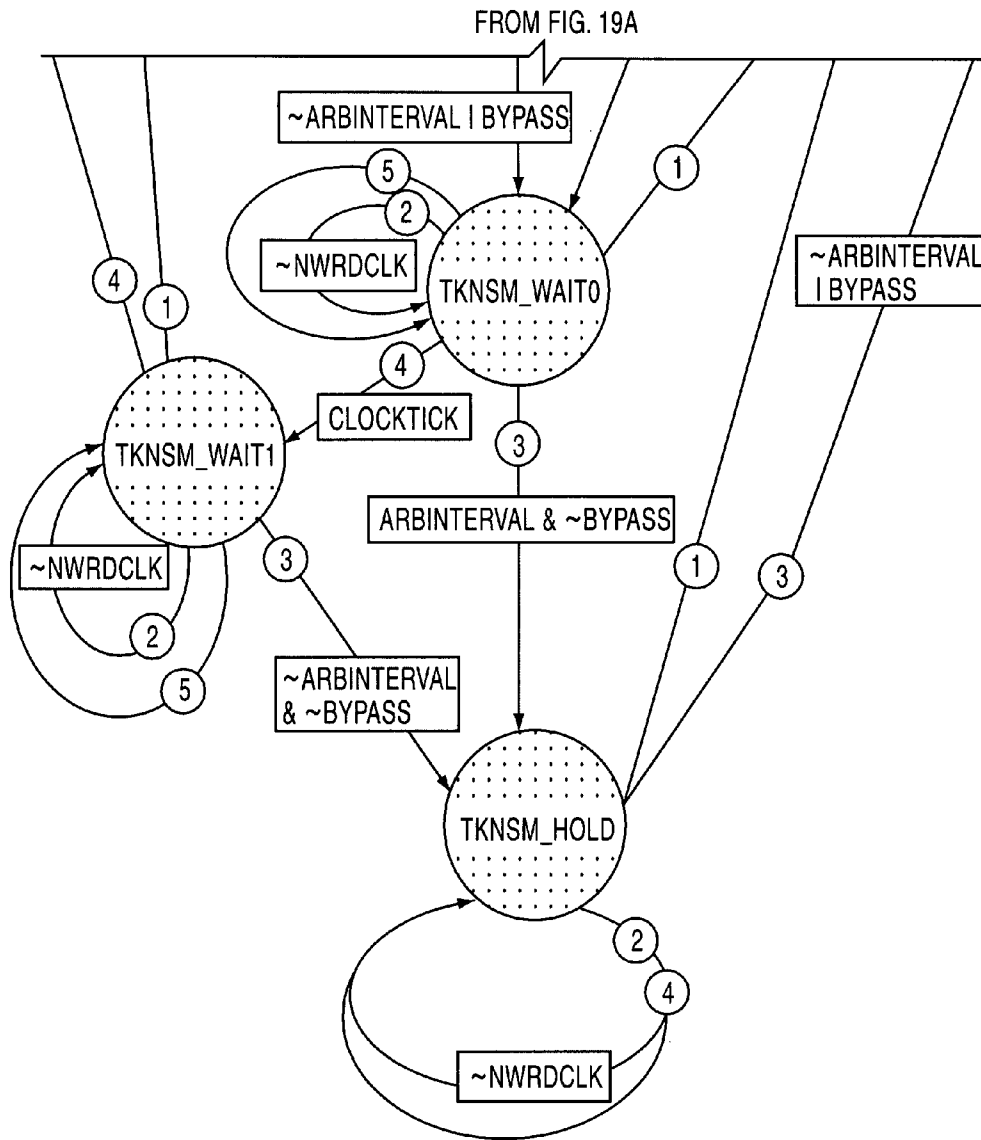 FROM FIG. 19A
~ARBINTERVAL | BYPASS
5
1
2
~NWRDCLK
~ARBINTERVAL
| BYPASS
4
1
TKNSM_WAIT0
4
CLOCKTICK
3
TKNSM_WAIT1
ARBINTERVAL & ~BYPASS
~NWRDCLK
3
1
3
2
5
~ARBINTERVAL
& ~BYPASS
TKNSM_HOLD
2
4
~NWRDCLK